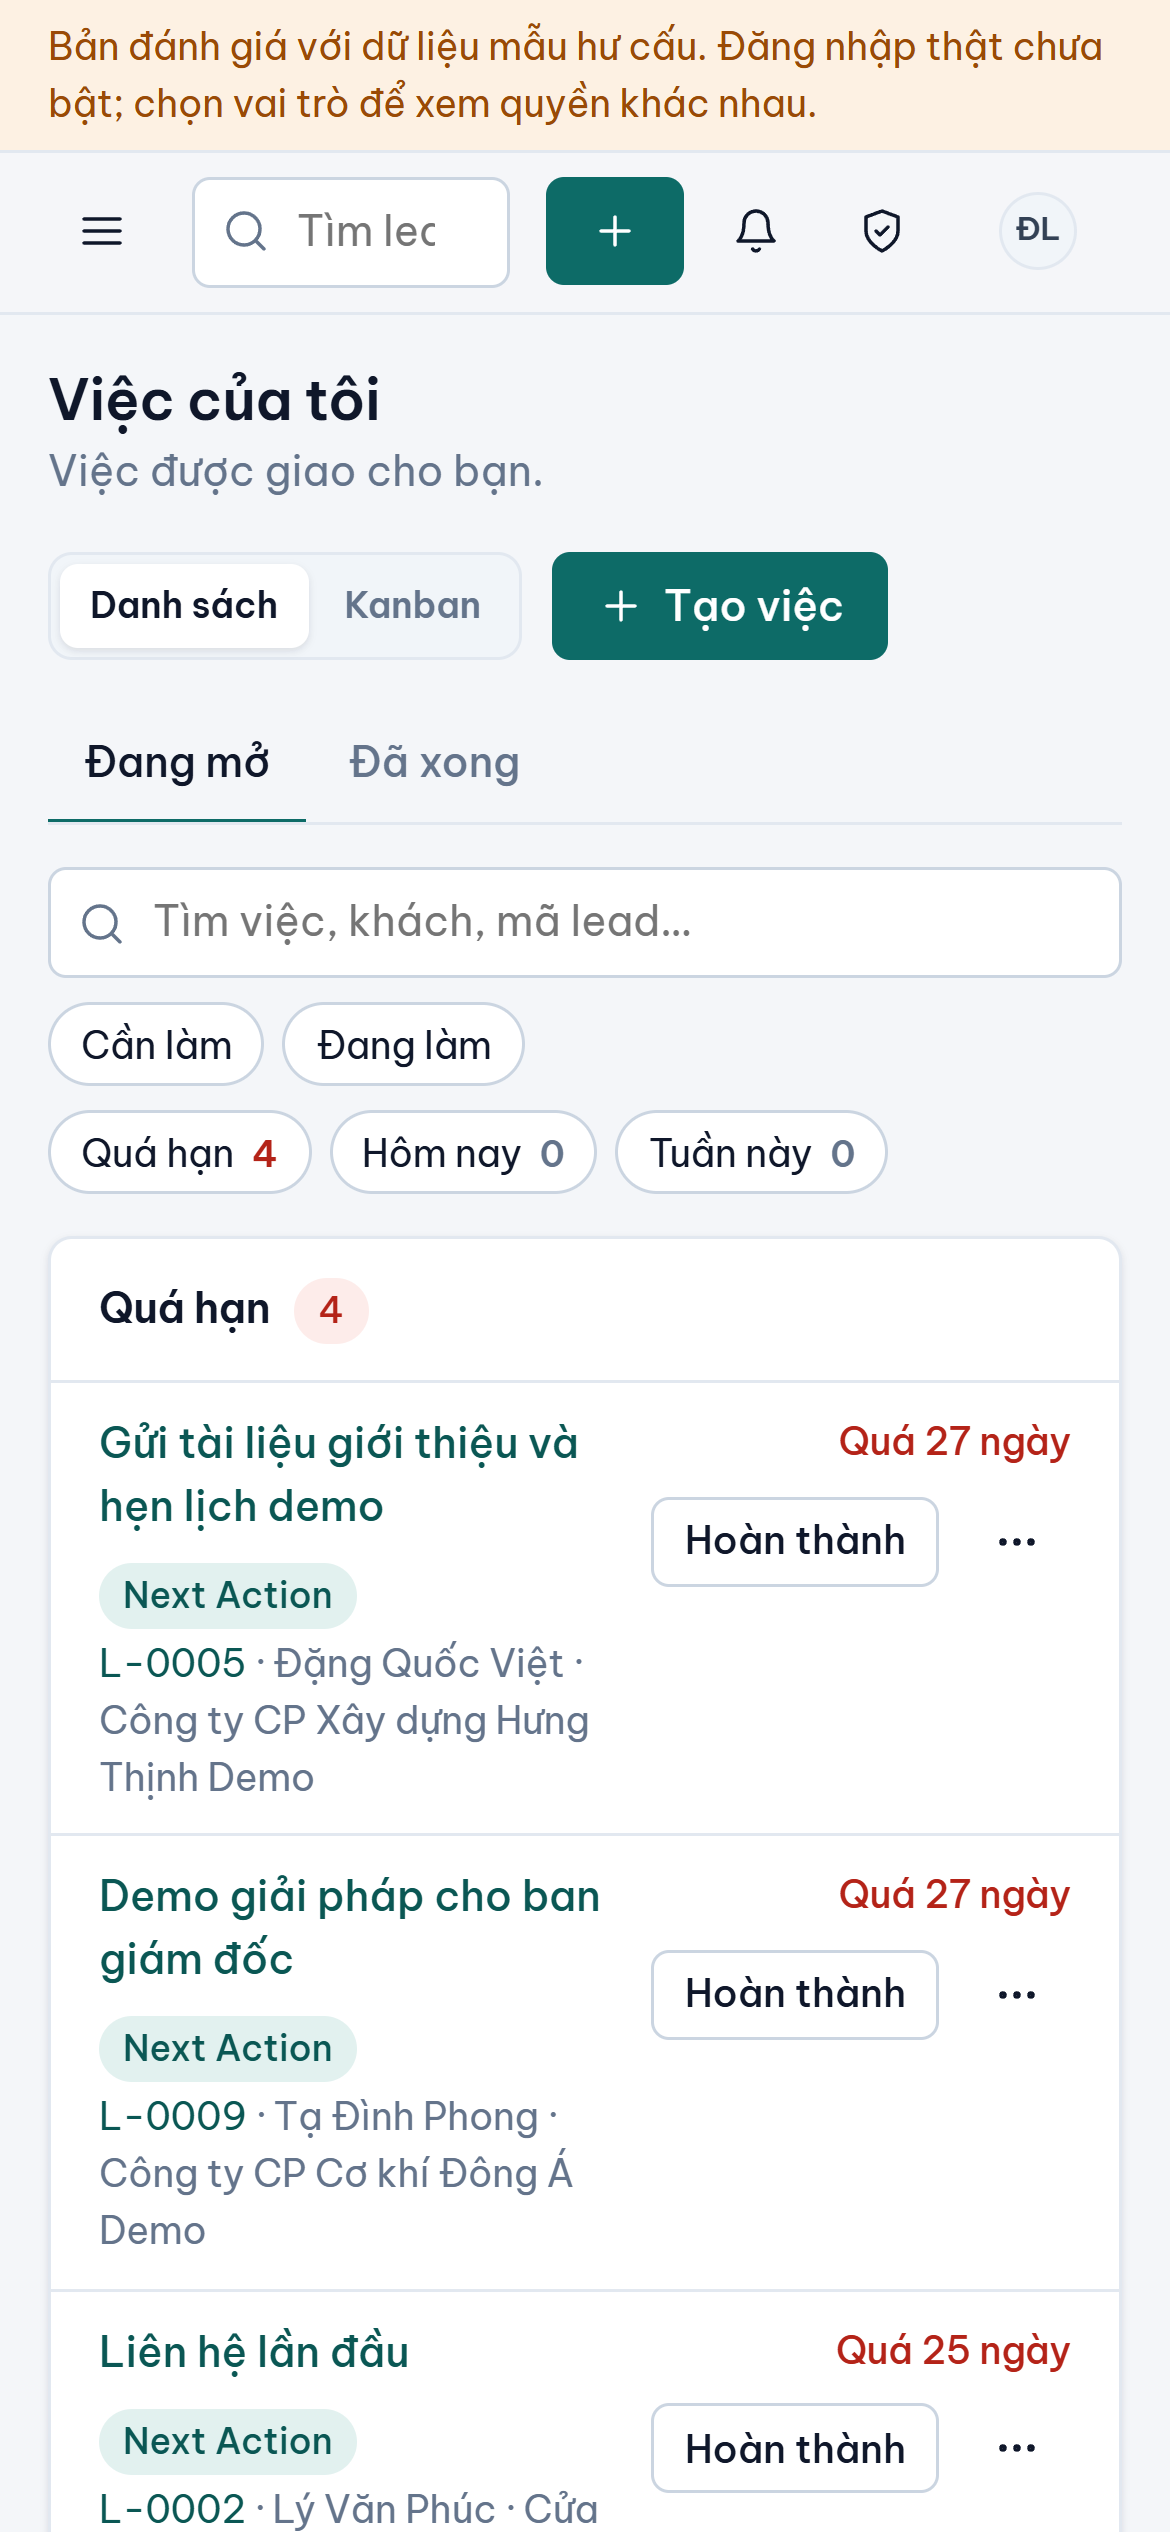 Bản đánh giá với dữ liệu mẫu hư cấu. Đăng nhập thật chưa
bật; chọn vai trò để xem quyền khác nhau.
Tìm lec
ĐL
Việc của tôi
Việc được giao cho bạn.
Danh sách
Kanban
Tạo việc
Đang mở
Đã xong
Tìm việc, khách, mã lead...
Cần làm
Đang làm
Quá hạn 4
Hôm nay 0
Tuần này 0
Quá hạn 4
Gửi tài liệu giới thiệu và
hẹn lịch demo
Quá 27 ngày
Hoàn thành
Next Action
L-0005 · Đặng Quốc Việt ·
Công ty CP Xây dựng Hưng
Thịnh Demo
Demo giải pháp cho ban
giám đốc
Quá 27 ngày
Hoàn thành
Next Action
L-0009 · Tạ Đình Phong ·
Công ty CP Cơ khí Đông Á
Demo
Liên hệ lần đầu
Quá 25 ngày
Hoàn thành
Next Action
L-0002 · Lý Văn Phúc · Cửa